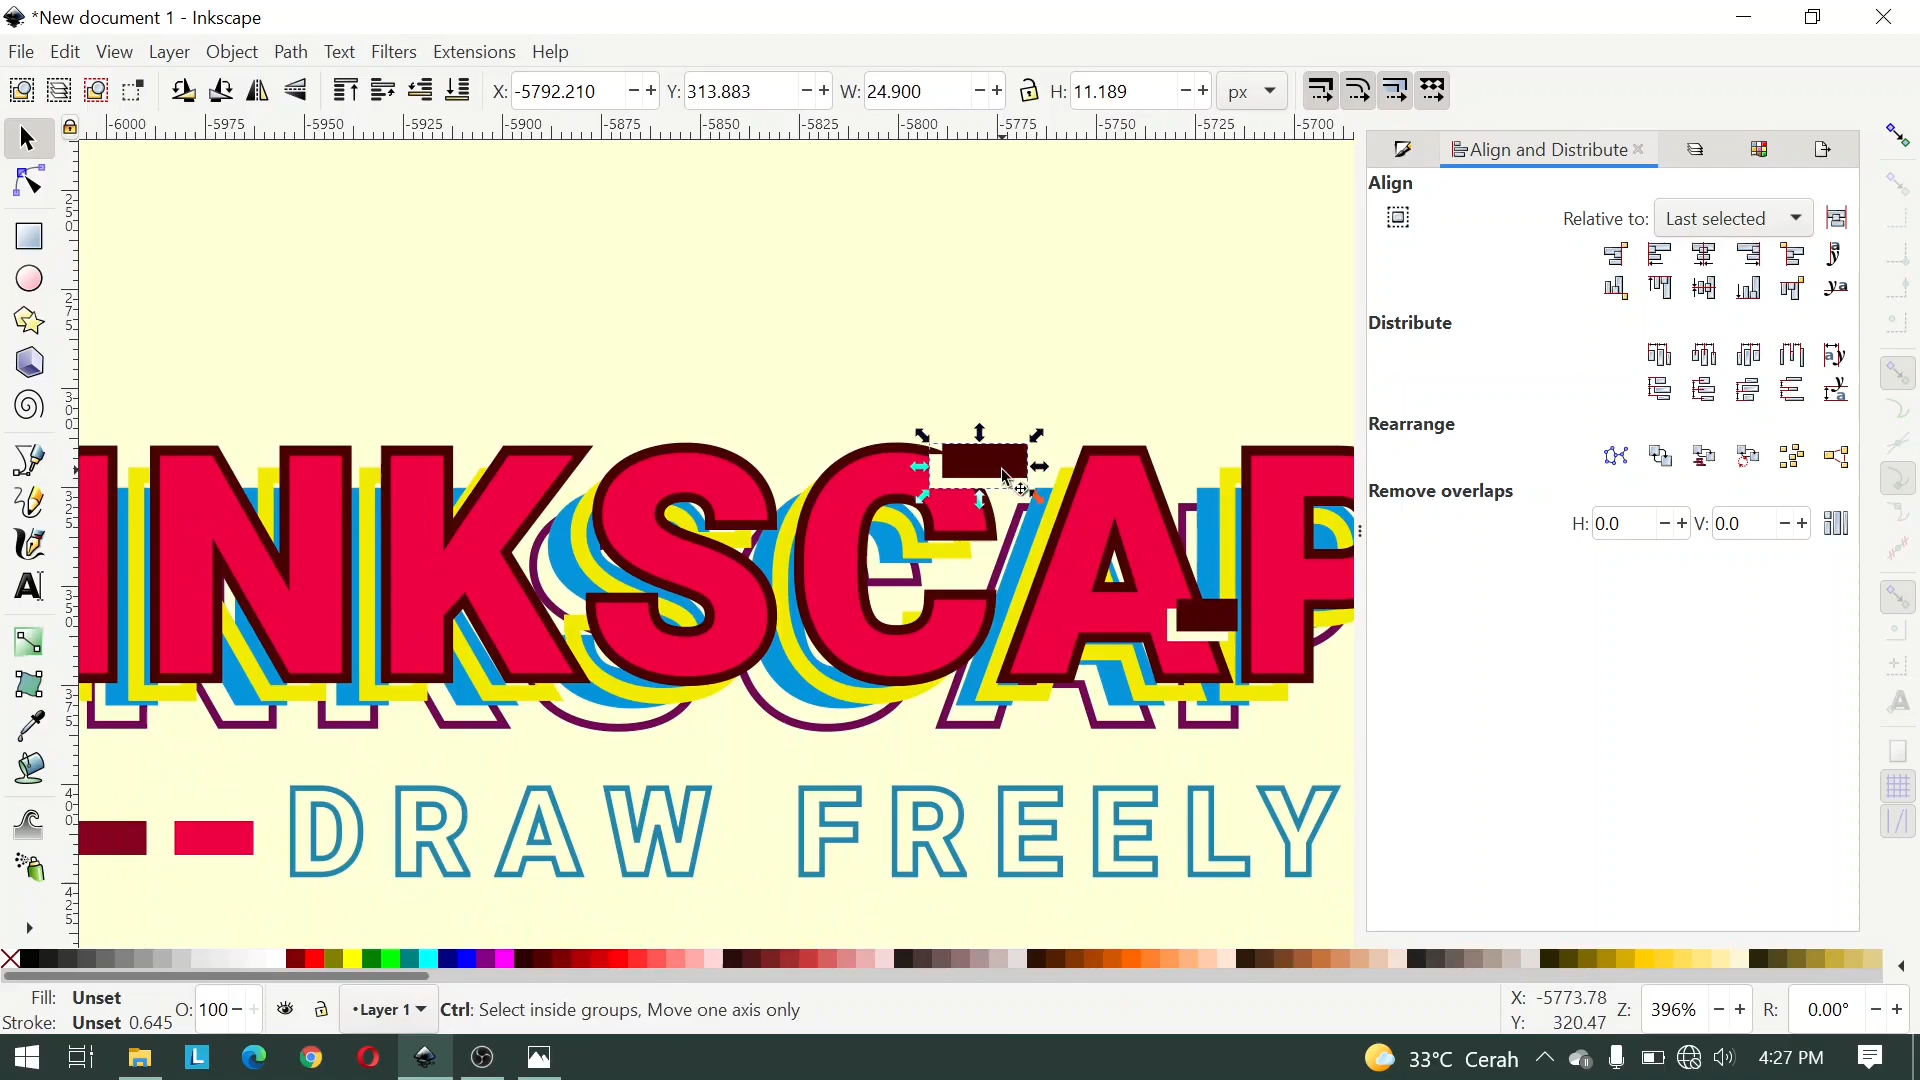 *New document 1 - Inkscape
File Edit View Layer Object Path Text Filters Extensions Help
X: -5792.210 Y: 313.883 W: 24.900 H: 11.189 px
-6000 -5975 -5950 -5925 -5900 -5875 -5850 -5825 -5800 -5775 -5750 -5725 -5700
Align and Distribute
Align
Relative to: Last selected
Distribute
Rearrange
Remove overlaps
H: 0.0 V: 0.0
INKSCAP
DRAW FREELY
Fill: Unset
Stroke: Unset 0.645
O: 100
•Layer 1
Ctrl: Select inside groups, Move one axis only
X: -5773.78
Y: 320.47
Z: 396%
R: 0.00°
33°C Cerah
4:27 PM